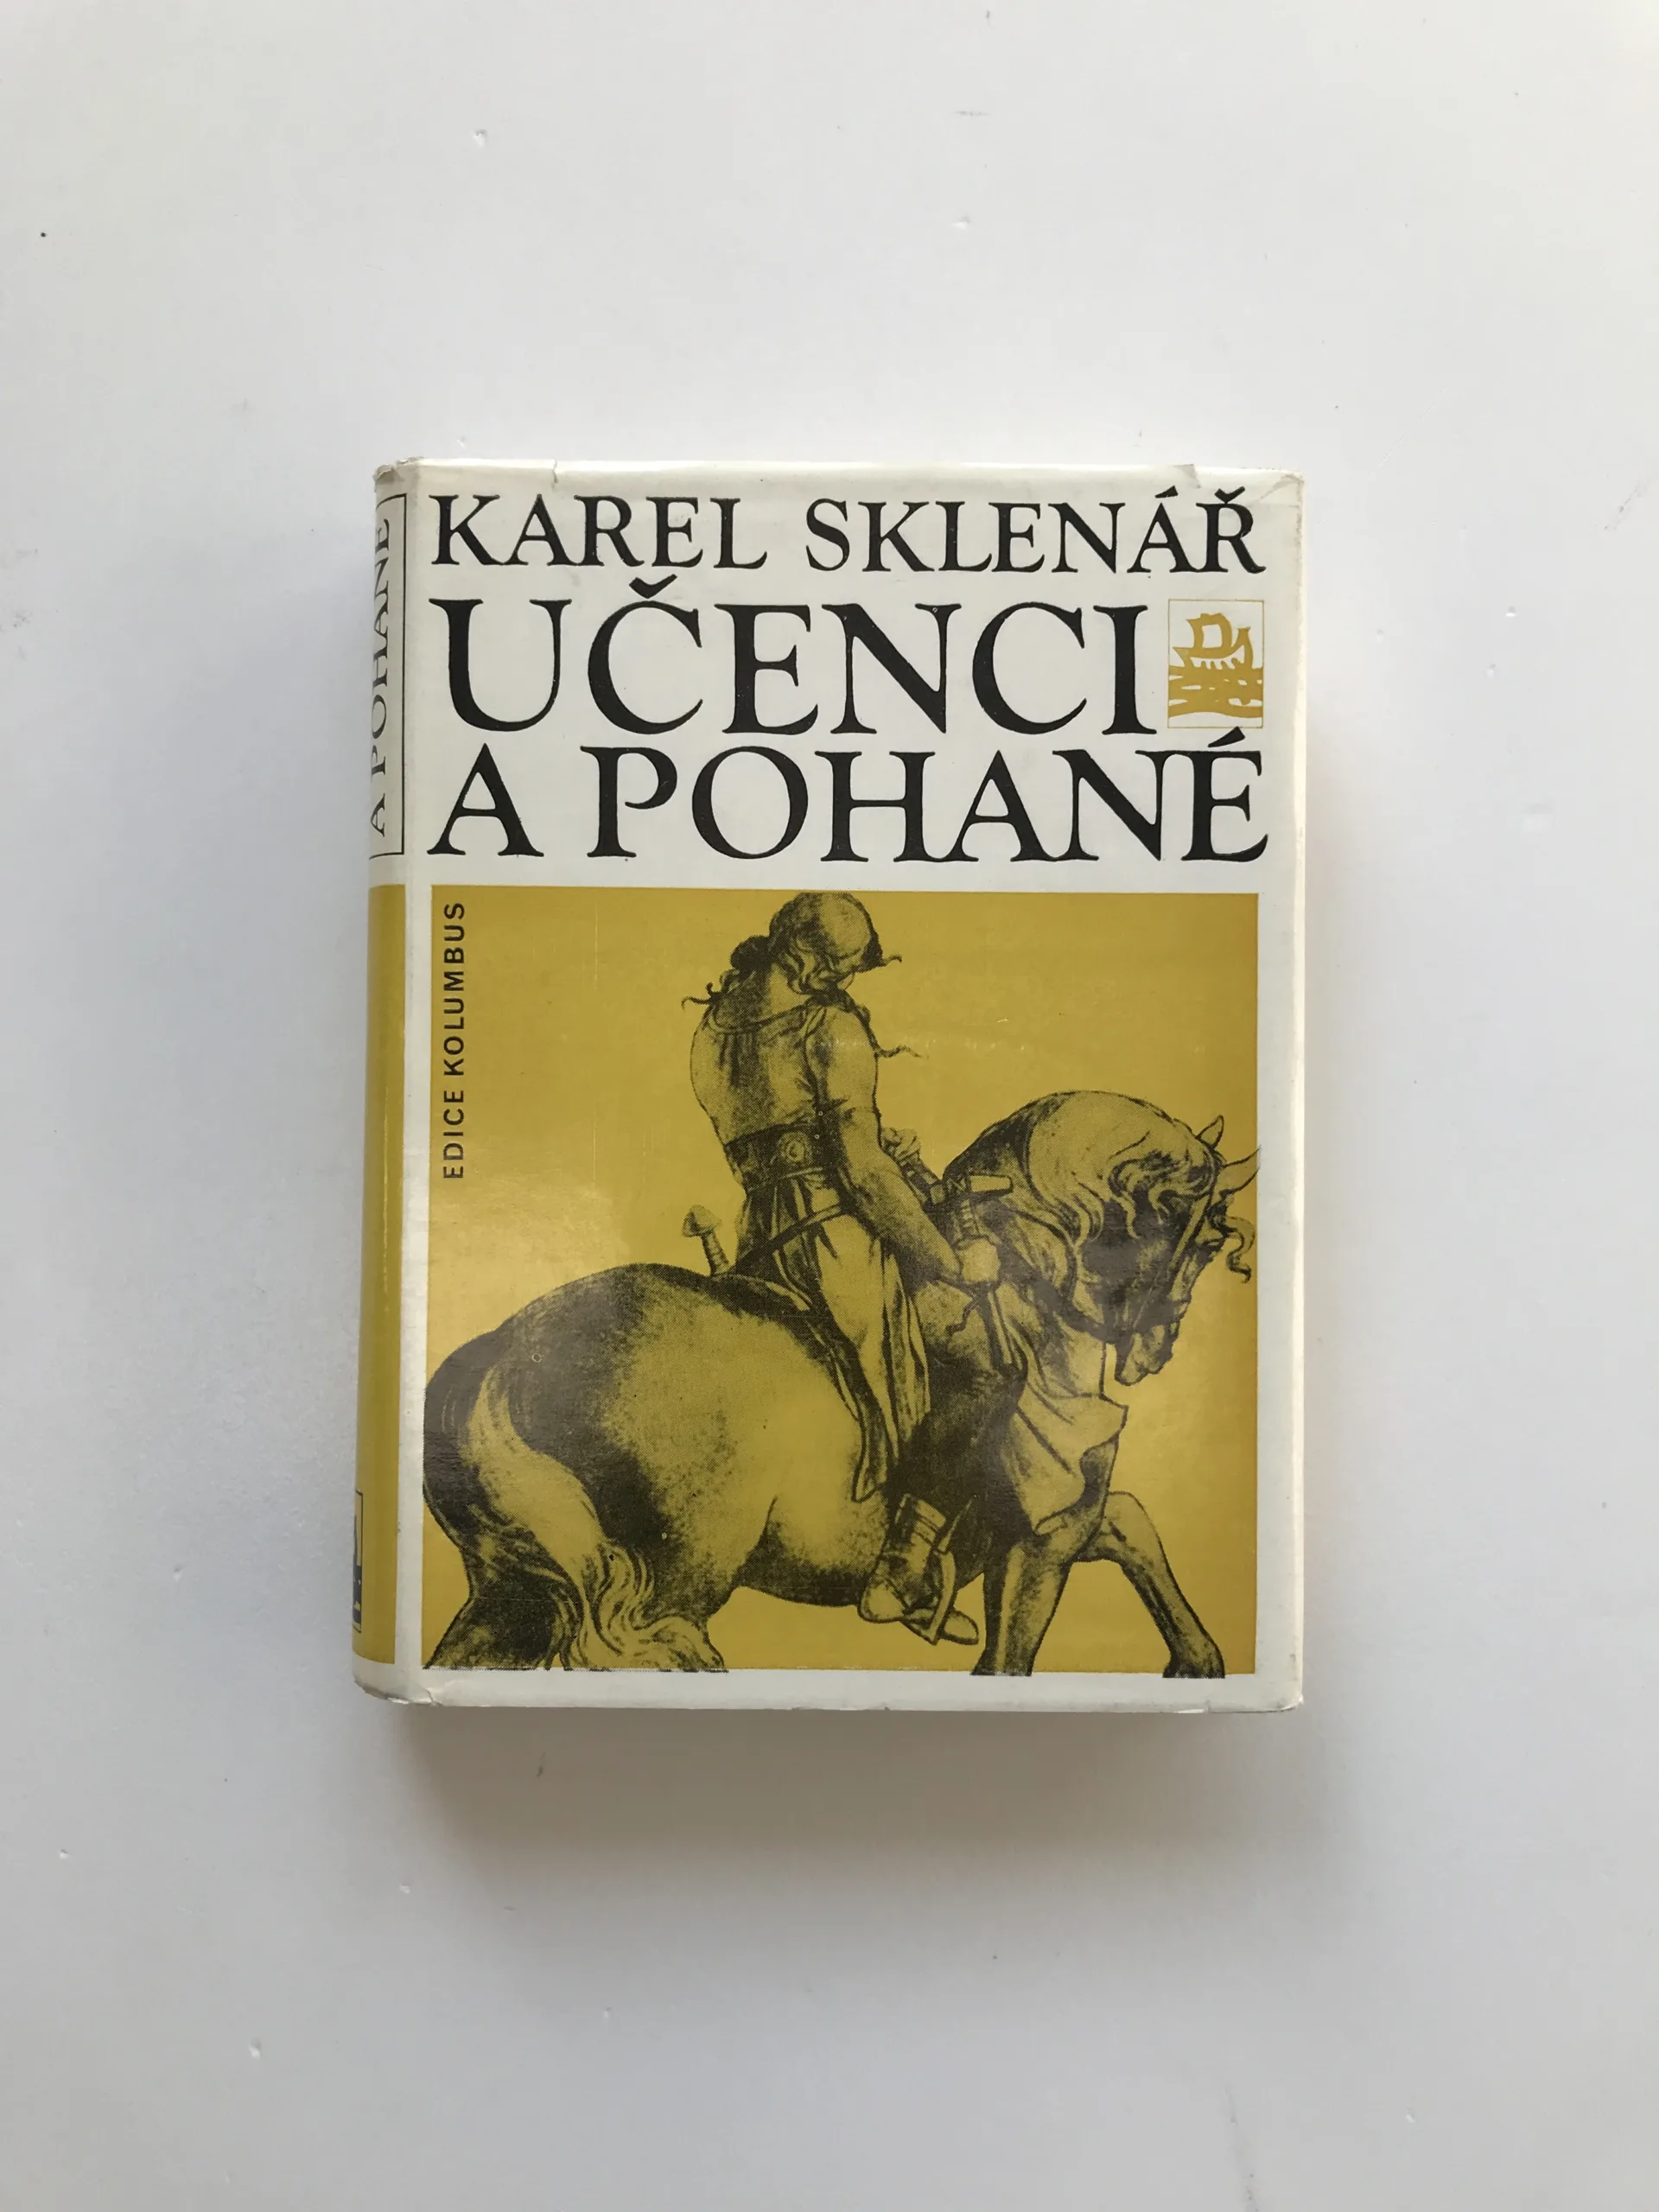 KAREL SKLENÁŘ
UČENCI
A POHANÉ
EDICE KOLUMBUS
A POHANÉ